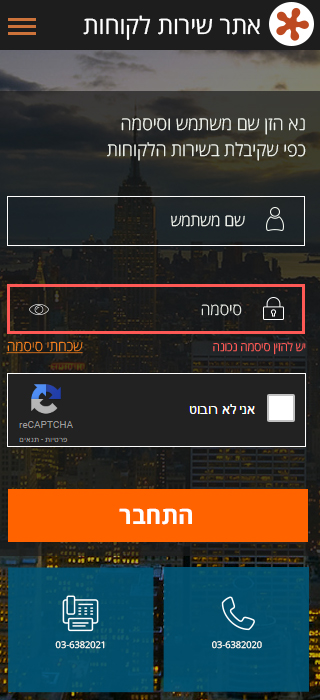 אתר שירות לקוחות
נא הזן שם משתמש וסיסמה
כפי שקיבלת בשירות הלקוחות
שם משתמש
סיסמה
יש להזין סיסמה נכונה
שכחתי סיסמה
אני לא רובוט
reCAPTCHA
פרטיות - תנאים
התחבר
03-6382020
03-6382021